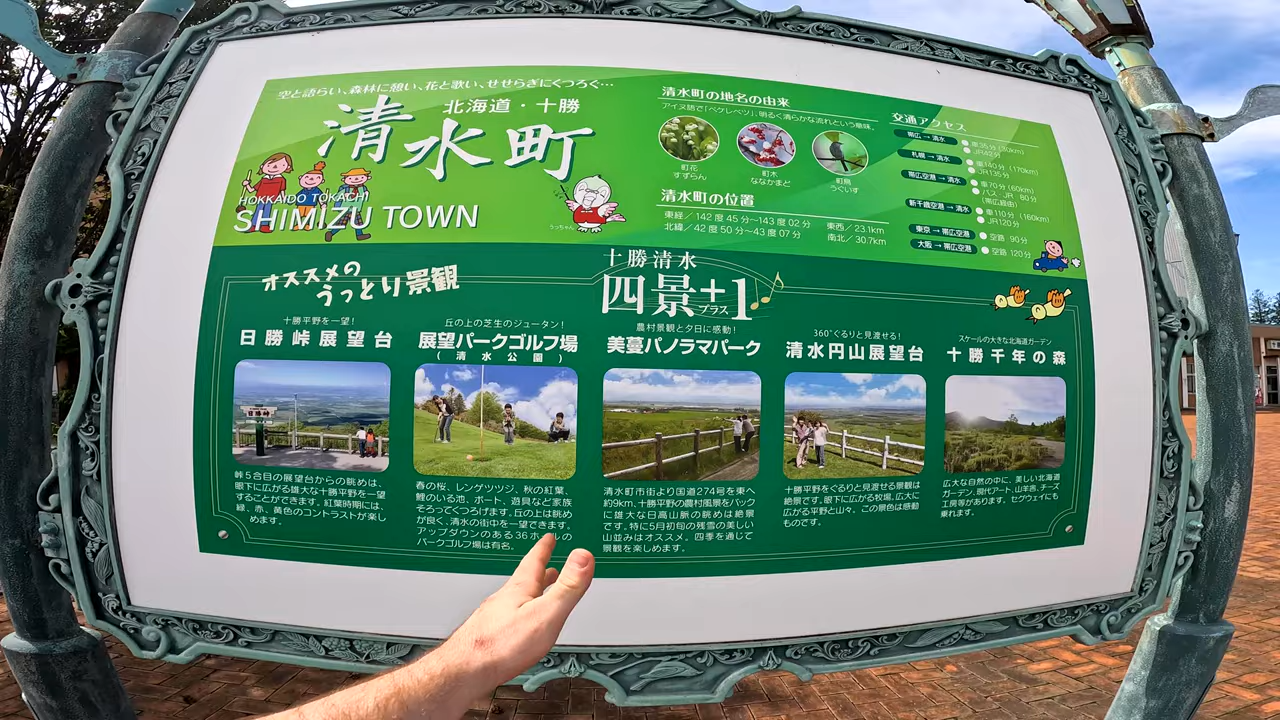 空と語らい、森林に憩い、花と歌い、せせらぎにくつろぐ…
北海道・十勝
清水町
HOKKAIDO TOKACHI
SHIMIZU TOWN
うっちゃん
清水町の地名の由来
アイヌ語で「ペケレベツ」、明るく清らかな流れという意味。
町花
すずらん
町木
ななかまど
町鳥
うぐいす
清水町の位置
東経／142度45分～143度02分
北緯／42度50分～43度07分
東西／23.1km
南北／30.7km
交通アクセス
帯広→清水
●車35分(30km)
●JR42分
札幌→清水
●車140分(170km)
●JR135分
帯広空港→清水
●車70分(60km)
●バス・JR 80分
(帯広経由)
新千歳空港→清水
●車110分(160km)
●JR120分
東京→帯広空港
●空路 90分
大阪→帯広空港
●空路 120分
オススメの
うっとり景観
十勝清水
四景+1
プラス
十勝平野を一望！
日勝峠展望台
峠5合目の展望台からの眺めは、
眼下に広がる雄大な十勝平野を一望
することができます。紅葉時期には、
緑、赤、黄色のコントラストが楽し
めます。
丘の上の芝生のジュータン！
展望パークゴルフ場
(清水公園)
春の桜、レンゲツツジ、秋の紅葉、
鯉のいる池、ボート、遊具など家族
そろってくつろげます。丘の上は眺め
が良く、清水の街中を一望できます。
アップダウンのある36ホールの
パークゴルフ場は有名。
農村景観と夕日に感動！
美蔓パノラマパーク
清水町市街より国道274号を東へ
約9km、十勝平野の農村風景をバック
に雄大な日高山脈の眺めは絶景
です。特に5月初旬の残雪の美しい
山並みはオススメ。四季を通じて
景観を楽しめます。
360°ぐるりと見渡せる！
清水円山展望台
十勝平野をぐるりと見渡せる景観は
絶景です。眼下に広がる牧場、広大に
広がる平野と山々。この景色は感動
ものです。
スケールの大きな北海道ガーデン
十勝千年の森
広大な自然の中に、美しい北海道
ガーデン、現代アート、山羊舎、チーズ
工房等があります。セグウェイにも
乗れます。